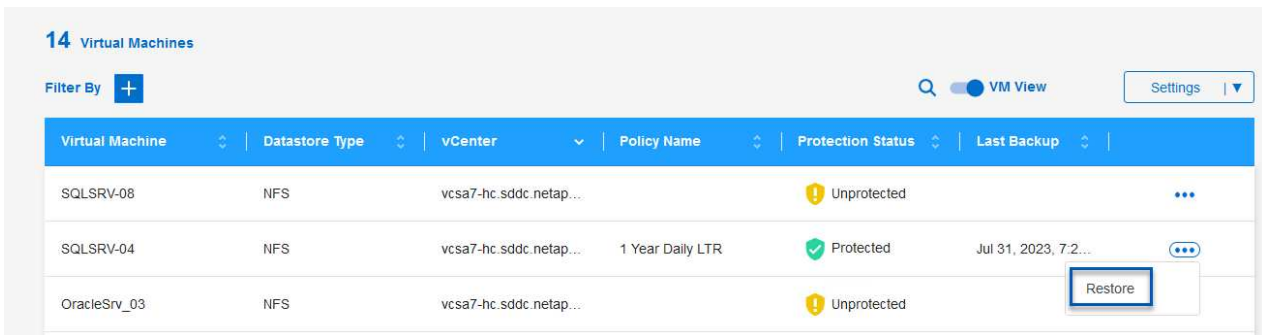 14 Virtual Machines
Filter By +
VM View
Settings
Virtual Machine Datastore Type vCenter Policy Name Protection Status Last Backup
SQLSRV-08 NFS vcsa7-hc.sddc.netap... Unprotected
SQLSRV-04 NFS vcsa7-hc.sddc.netap... 1 Year Daily LTR Protected Jul 31, 2023, 7:2...
Restore
OracleSrv_03 NFS vcsa7-hc.sddc.netap... Unprotected